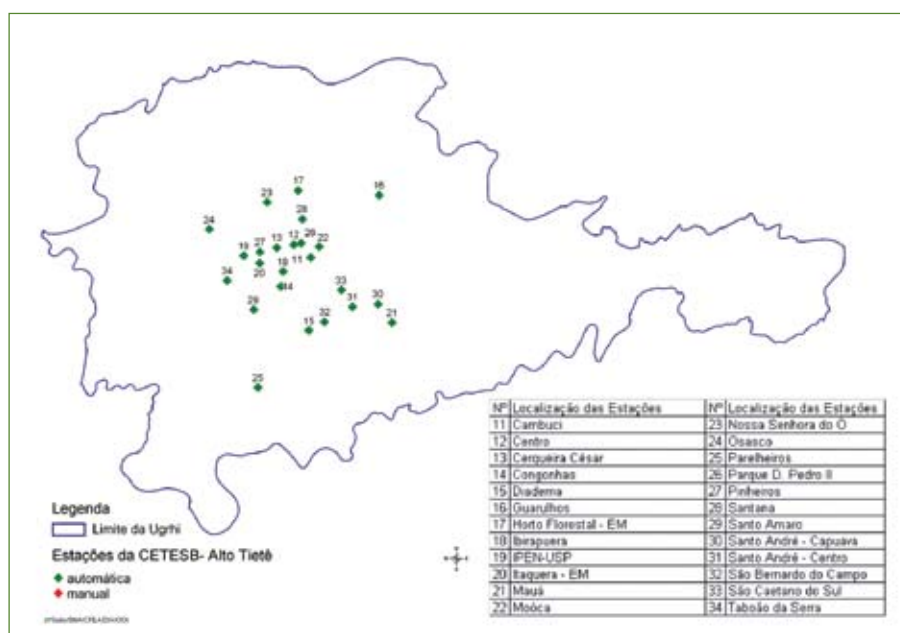 17
16
23
28
24
12 26 22
13
27
19
11
18
20
34
33
14
31
30
29
32
21
15
25
Nº Localização das Estações Nº Localização das Estações
11 Cambuci 23 Nossa Senhora do Ó
12 Centro 24 Osasco
13 Cerqueira César 25 Parelheiros
14 Congonhas 26 Parque D. Pedro II
15 Diadema 27 Pinheiros
16 Guarulhos 28 Santana
17 Horto Florestal - EM 29 Santo Amaro
18 Ibirapuera 30 Santo André - Capuava
19 IPEN-USP 31 Santo André - Centro
20 Itaquera - EM 32 São Bernardo do Campo
21 Mauá 33 São Caetano do Sul
22 Moóca 34 Taboão da Serra
Legenda
Limite da Ugrhi
Estações da CETESB- Alto Tietê
automática
manual